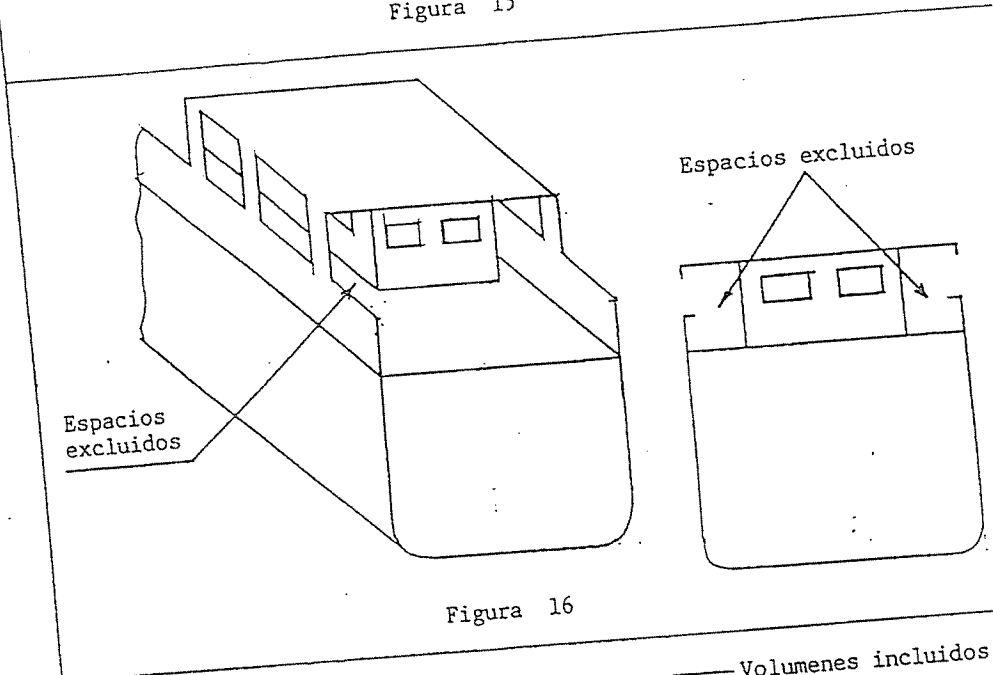 Figura 15
Espacios excluidos
Espacios
excluidos
Figura 16
Volumenes incluidos